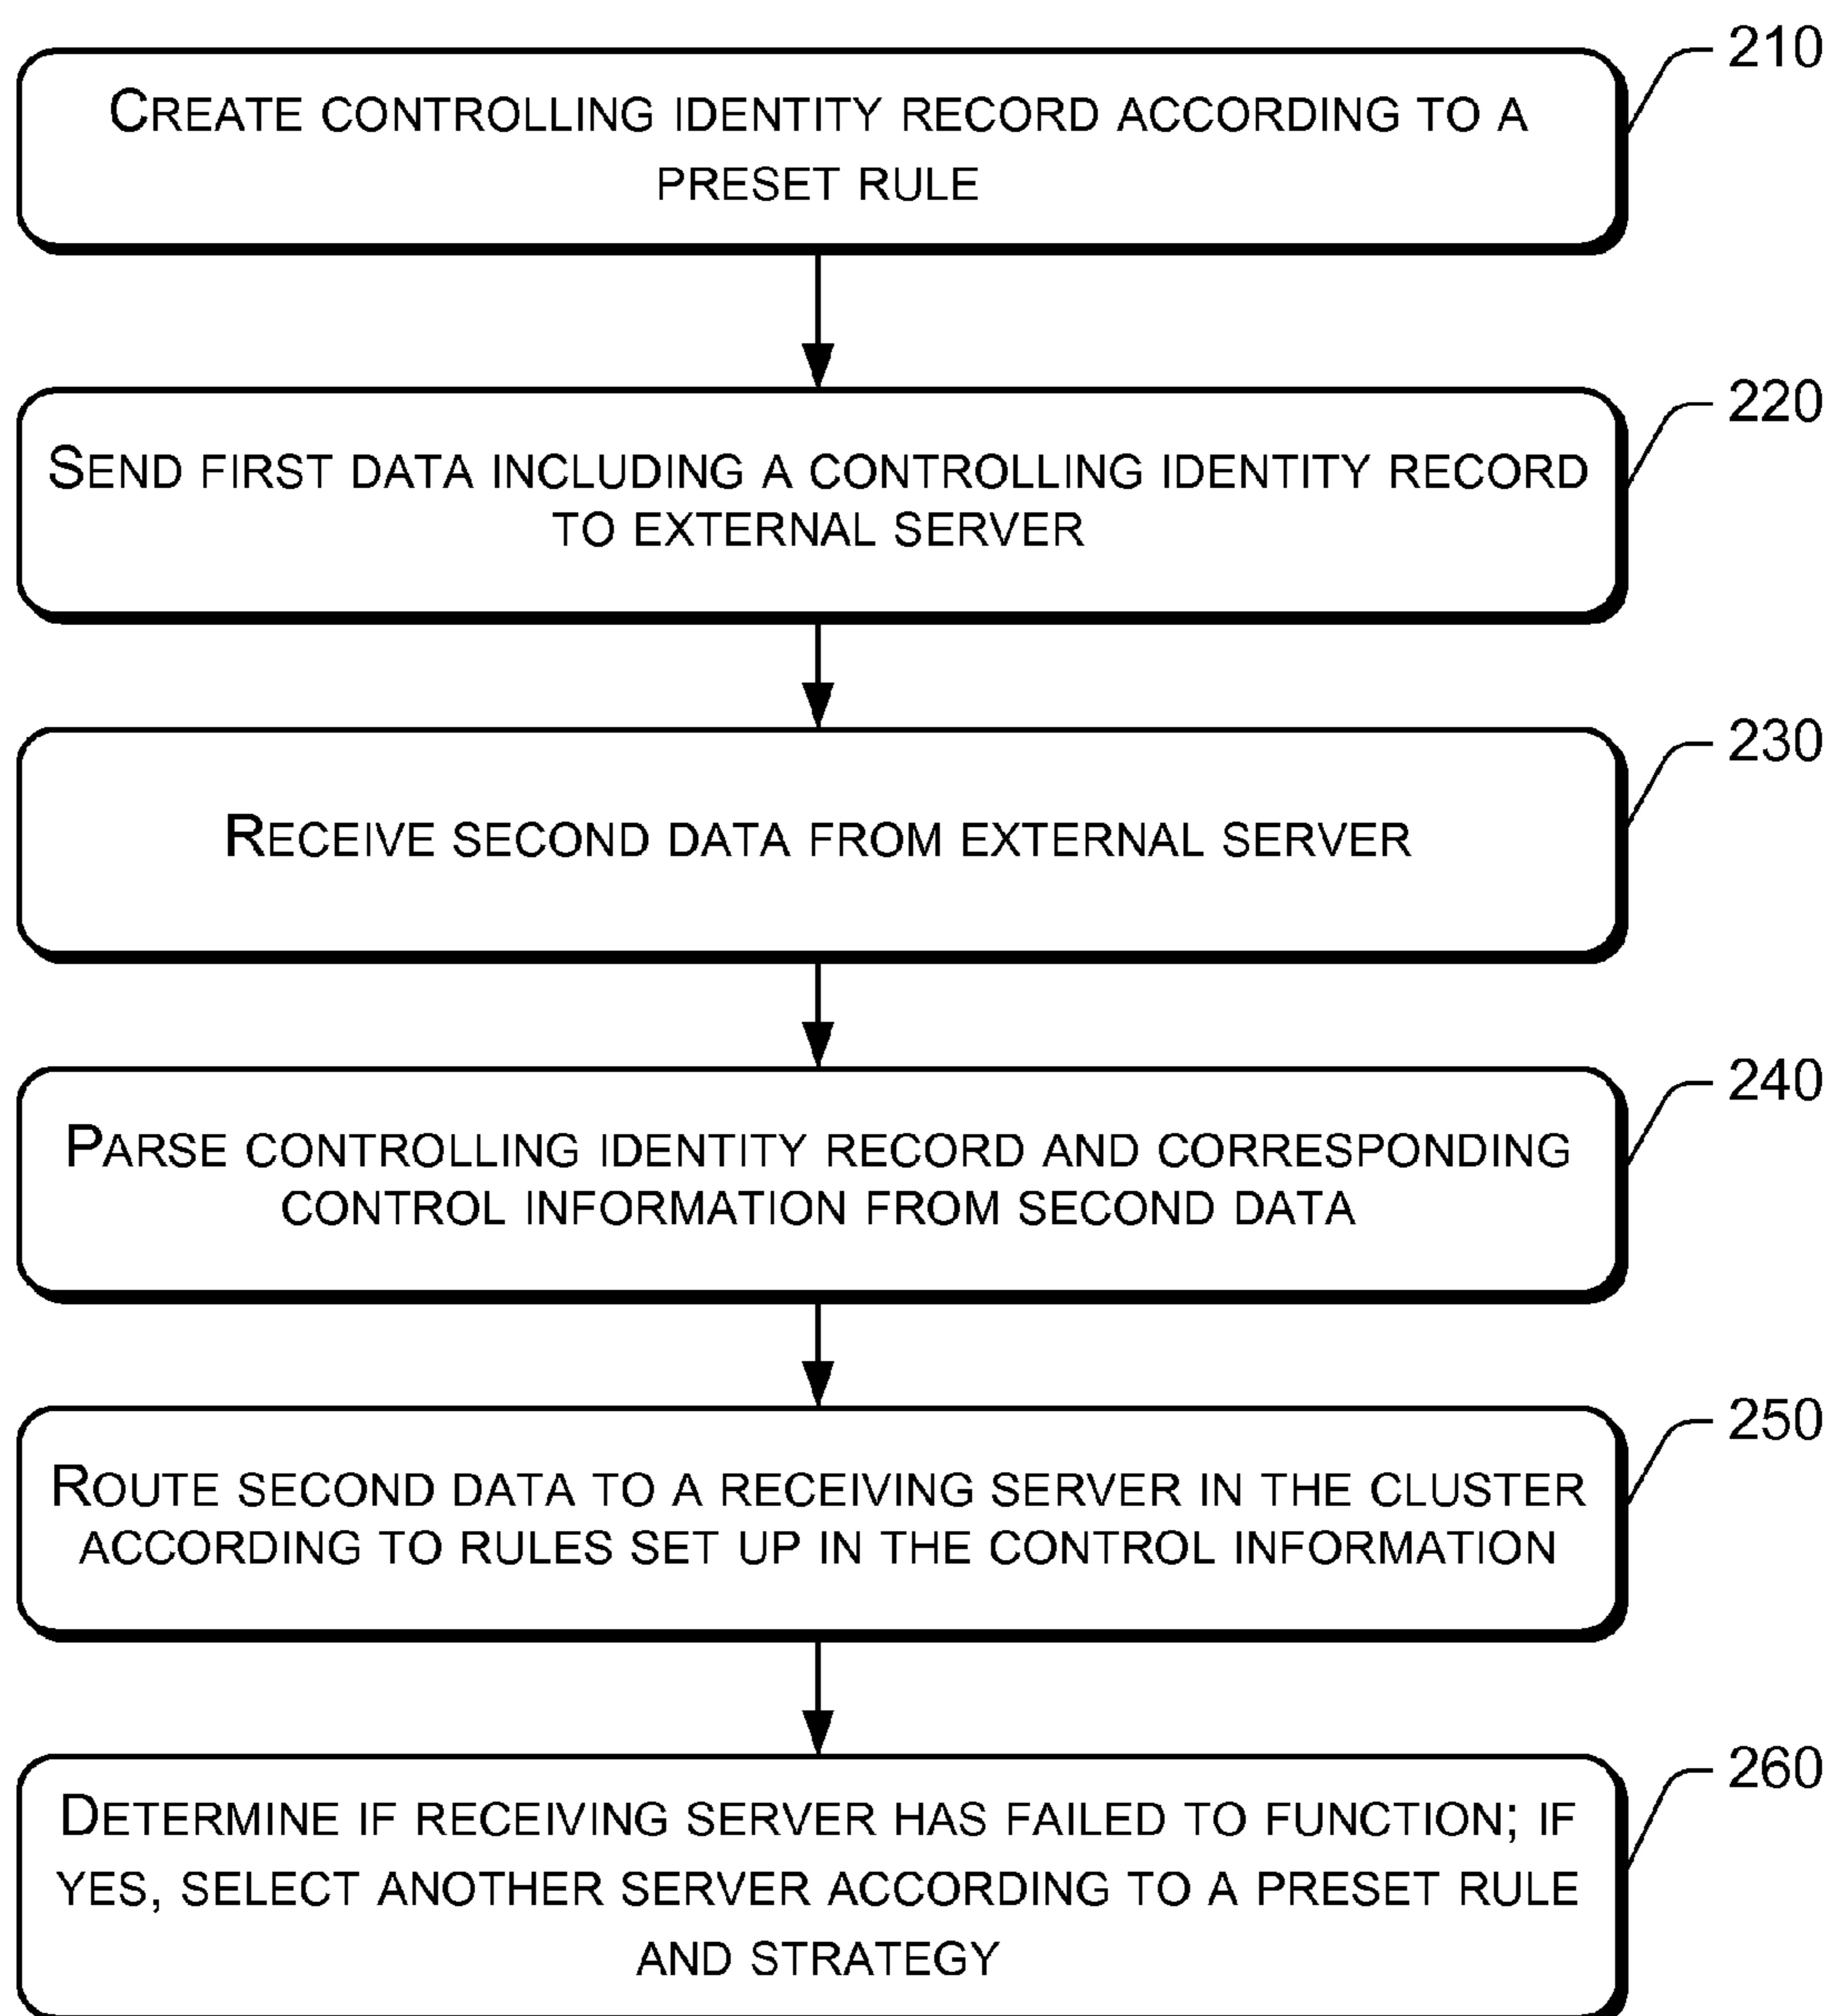 210
CREATE CONTROLLING IDENTITY RECORD ACCORDING TO A
PRESET RULE
220
SEND FIRST DATA INCLUDING A CONTROLLING IDENTITY RECORD
TO EXTERNAL SERVER
230
RECEIVE SECOND DATA FROM EXTERNAL SERVER
240
PARSE CONTROLLING IDENTITY RECORD AND CORRESPONDING
CONTROL INFORMATION FROM SECOND DATA
250
ROUTE SECOND DATA TO A RECEIVING SERVER IN THE CLUSTER
ACCORDING TO RULES SET UP IN THE CONTROL INFORMATION
260
DETERMINE IF RECEIVING SERVER HAS FAILED TO FUNCTION; IF
YES, SELECT ANOTHER SERVER ACCORDING TO A PRESET RULE
AND STRATEGY